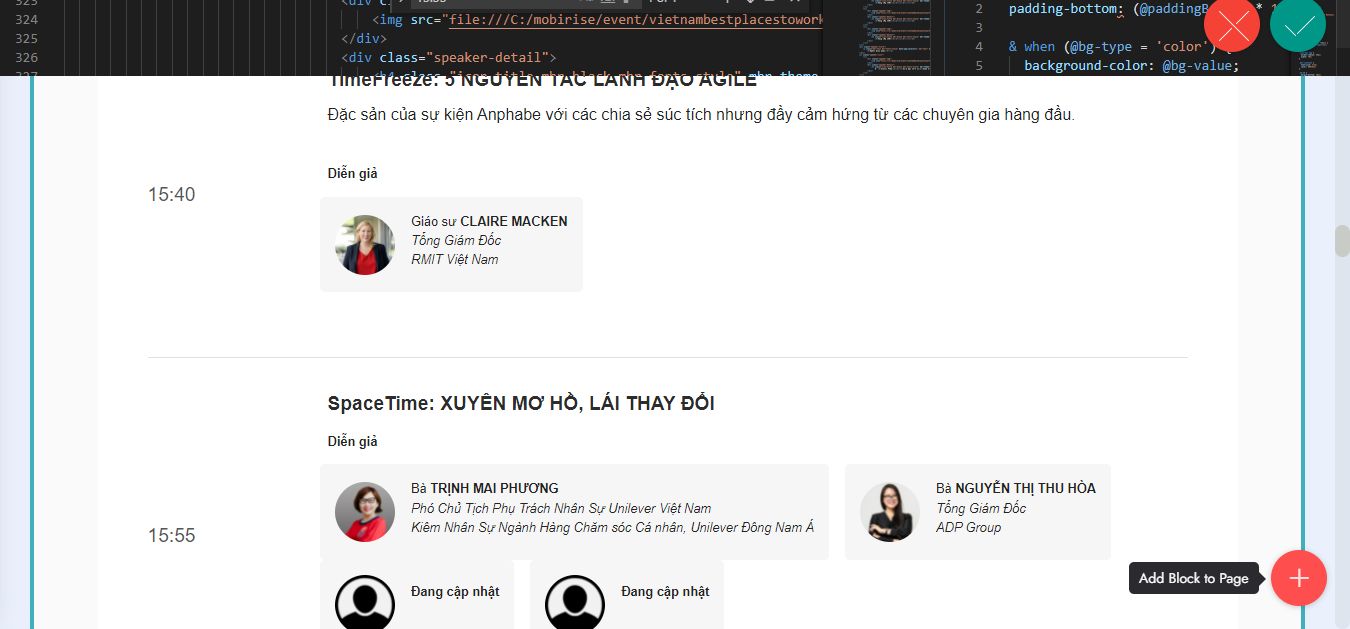 323
324 <img src="file:///C:/mobirise/event/vietnambestplacestowork
325 </div>
326 <div class="speaker-detail">
2 padding-bottom: (@paddingB
3
4 & when (@bg-type = 'color') {
5 background-color: @bg-value;
TimeFreeze: 5 NGUYÊN TẮC LÃNH ĐẠO AGILE
Đặc sản của sự kiện Anphabe với các chia sẻ súc tích nhưng đầy cảm hứng từ các chuyên gia hàng đầu.
Diễn giả
15:40
Giáo sư CLAIRE MACKEN
Tổng Giám Đốc
RMIT Việt Nam
SpaceTime: XUYÊN MƠ HỒ, LÁI THAY ĐỔI
Diễn giả
15:55
Bà TRỊNH MAI PHƯƠNG
Phó Chủ Tịch Phụ Trách Nhân Sự Unilever Việt Nam
Kiêm Nhân Sự Ngành Hàng Chăm sóc Cá nhân, Unilever Đông Nam Á
Bà NGUYỄN THỊ THU HÒA
Tổng Giám Đốc
ADP Group
Add Block to Page
Đang cập nhật
Đang cập nhật